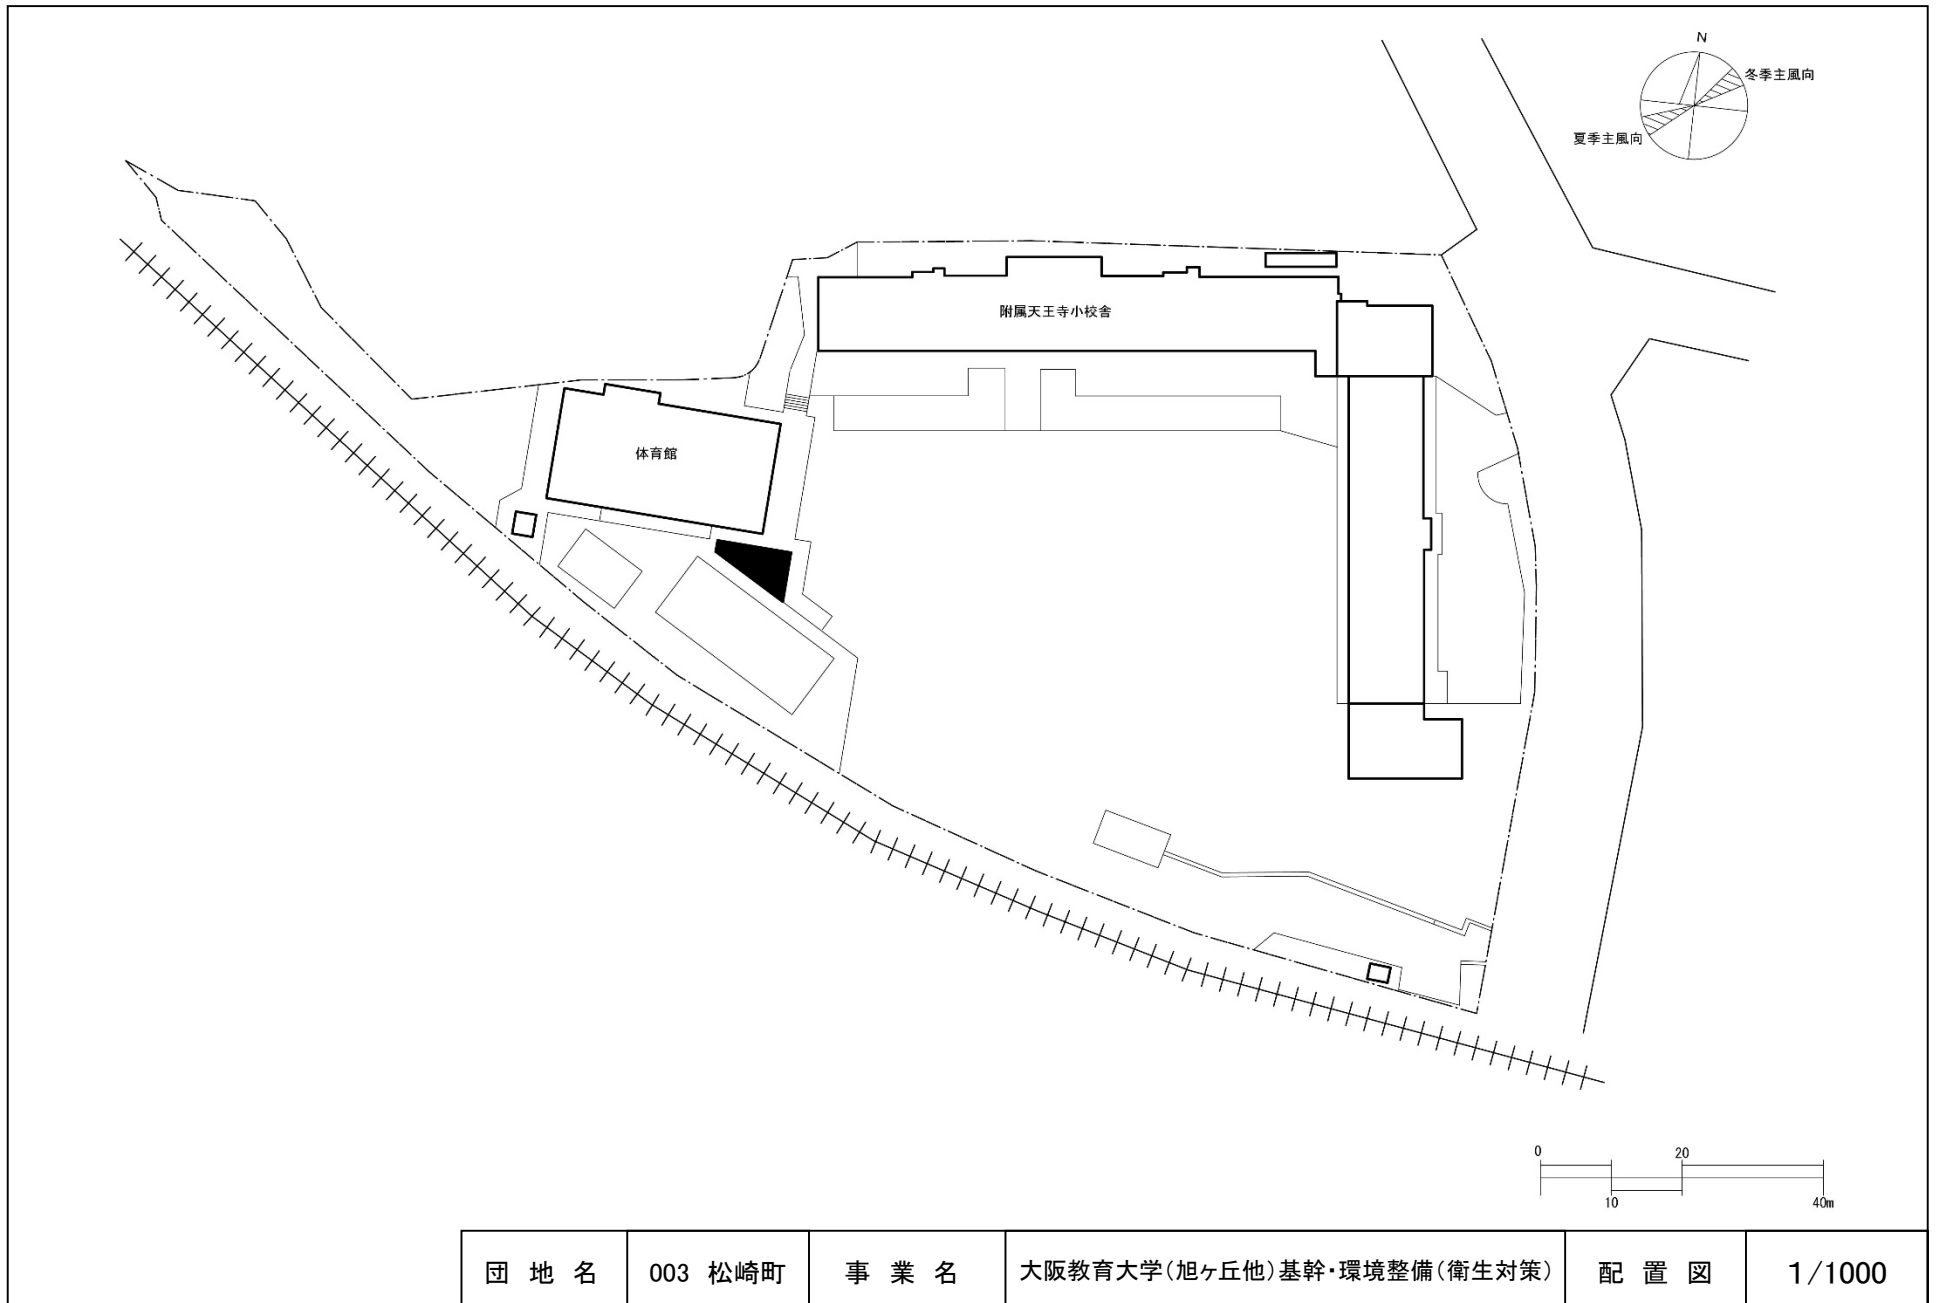 N
冬季主風向
夏季主風向
附属天王寺小校舎
体育館
0
20
10
40m
団地名
003 松崎町
事業名
大阪教育大学(旭ヶ丘他)基幹・環境整備(衛生対策)
配置図
1/1000